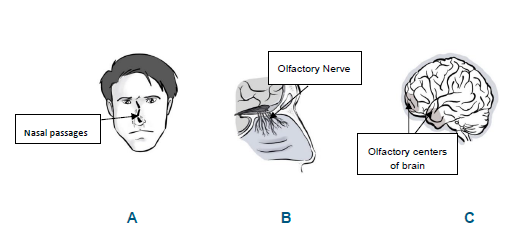 Olfactory Nerve
Nasal passages
Olfactory centers
of brain
A
B
C